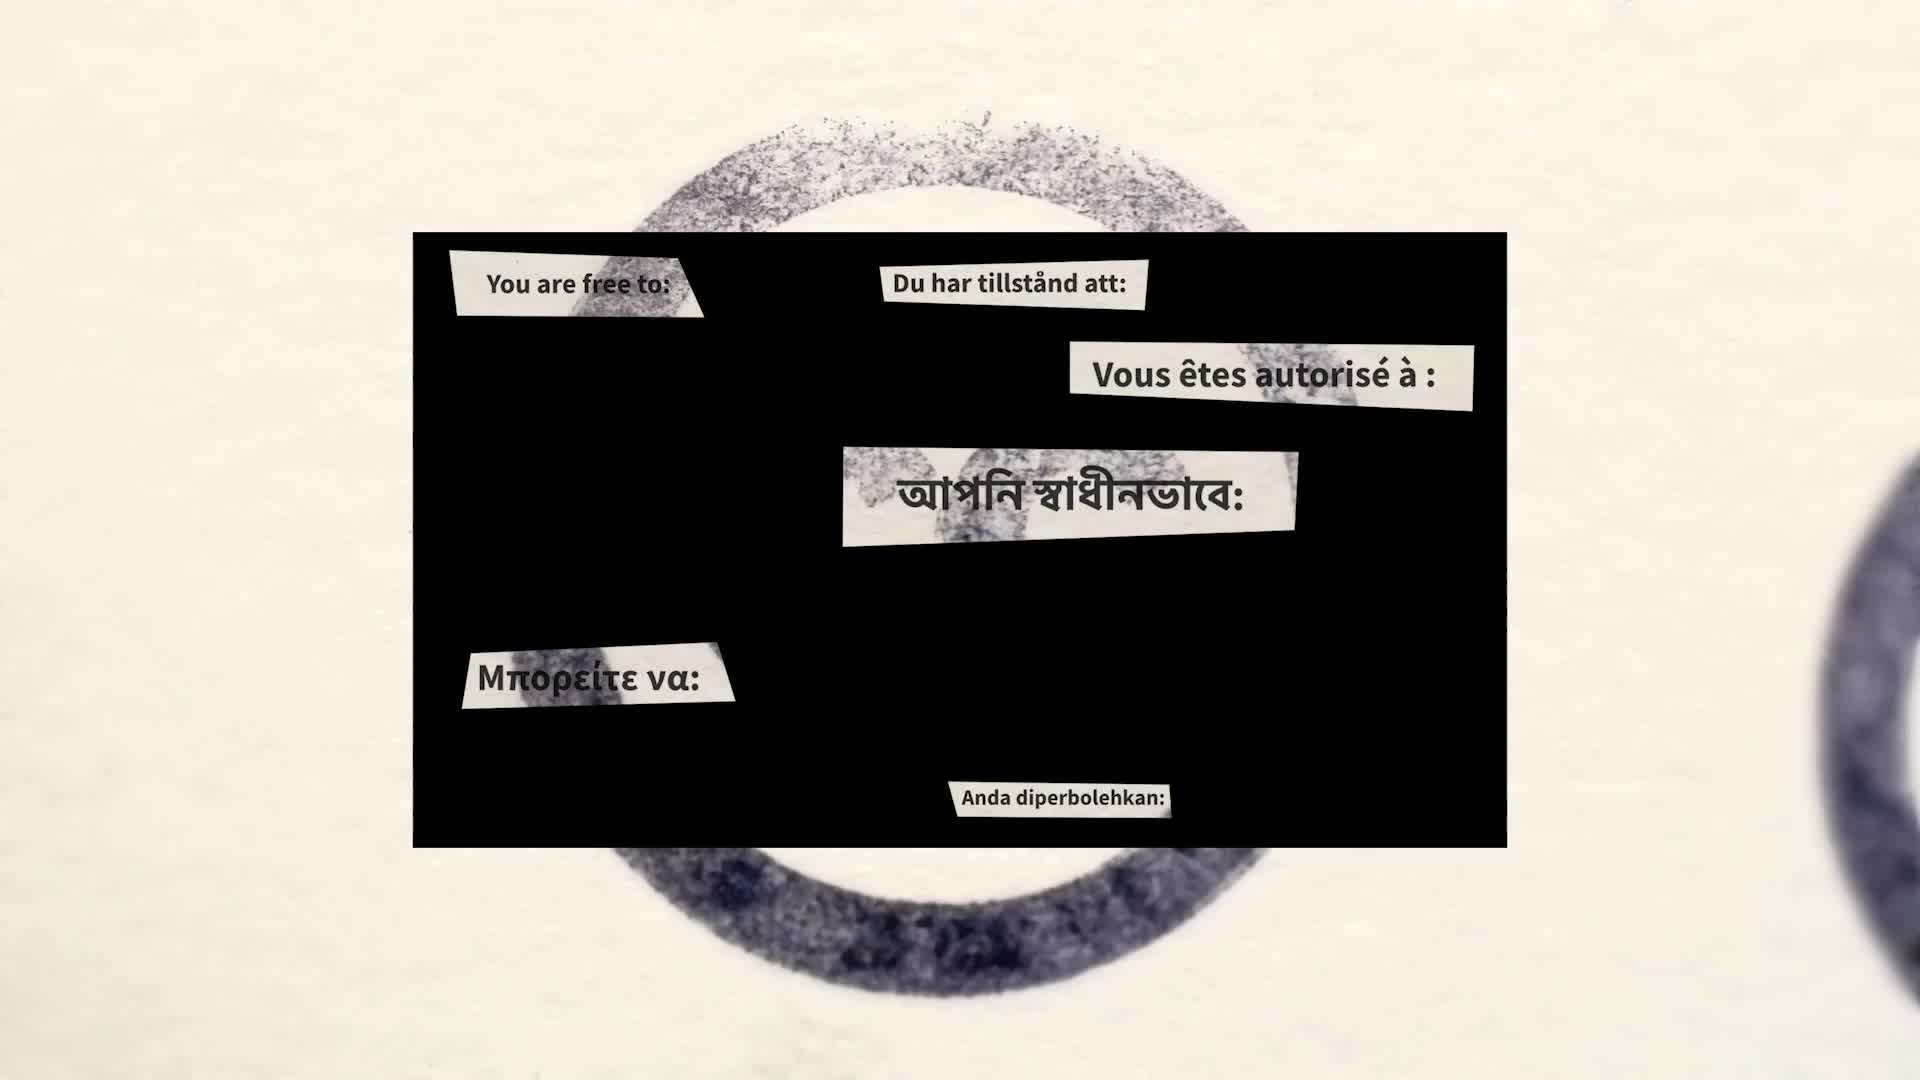 You are free to:
Du har tillstånd att:
Vous êtes autorisé à :
আপনি স্বাধীনভাবে:
Μπορείτε να:
Anda diperbolehkan: